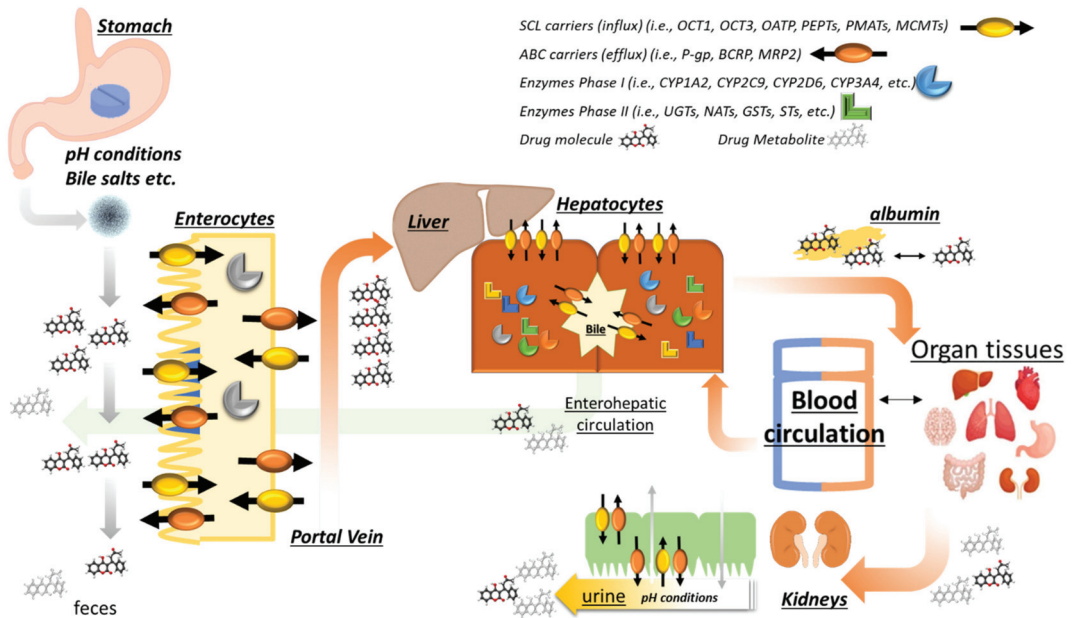 Stomach
SCL carriers (influx) (i.e., OCT1, OCT3, OATP, PEPTs, PMATs, MCMTs)
ABC carriers (efflux) (i.e., P-gp, BCRP, MRP2)
Enzymes Phase I (i.e., CYP1A2, CYP2C9, CYP2D6, CYP3A4, etc.)
Enzymes Phase II (i.e., UGTs, NATs, GSTs, STs, etc.)
Drug molecule
Drug Metabolite
pH conditions
Bile salts etc.
Enterocytes
Liver
Hepatocytes
albumin
Bile
Organ tissues
Blood
circulation
Enterohepatic
circulation
Portal Vein
feces
urine
pH conditions
Kidneys